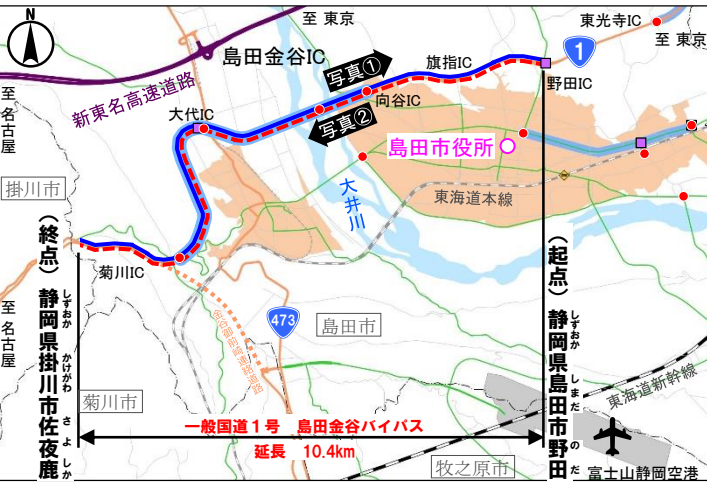 N
至 東京
東光寺IC
至 東京
1
島田金谷IC
新東名高速道路
写真①
旗指IC
野田IC
至 名古屋
大代IC
向谷IC
写真②
島田市役所
掛川市
大井川
東海道本線
(終点) 静岡県掛川市佐夜鹿
しずおか かけがわ さよしか
菊川IC
(起点) 静岡県島田市野田
しずおか しまだ のだ
至 名古屋
金谷御前崎連絡道路
473
島田市
菊川市
東海道新幹線
一般国道1号 島田金谷バイパス
延長 10.4km
牧之原市
富士山静岡空港